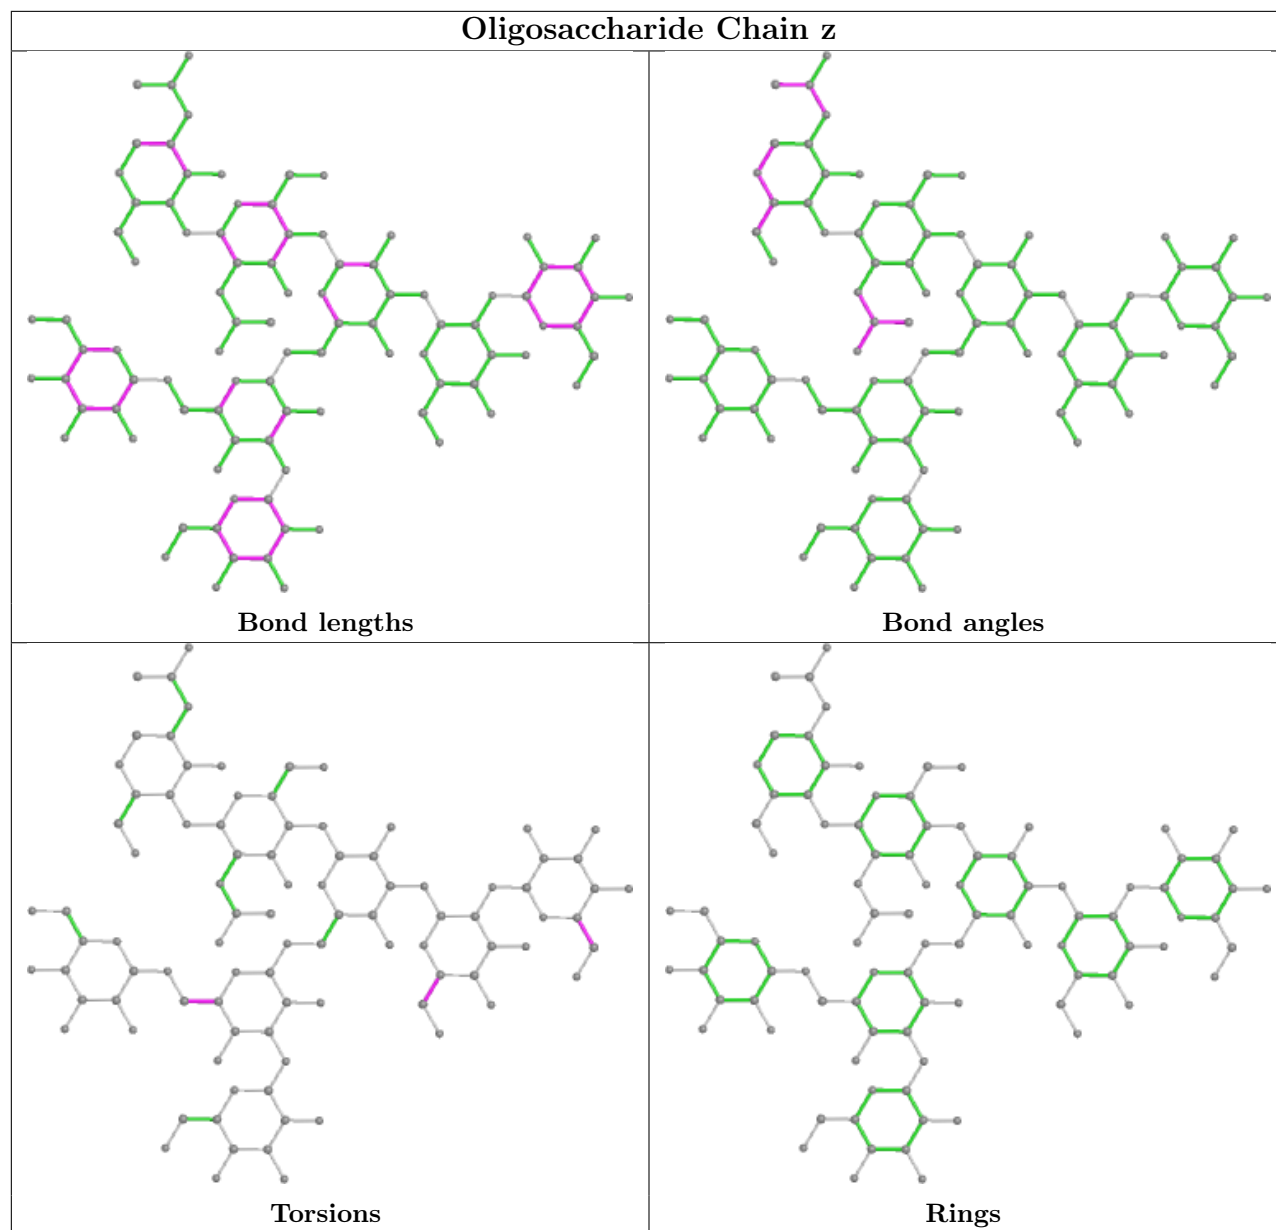 Oligosaccharide Chain z
Bond lengths
Bond angles
Torsions
Rings